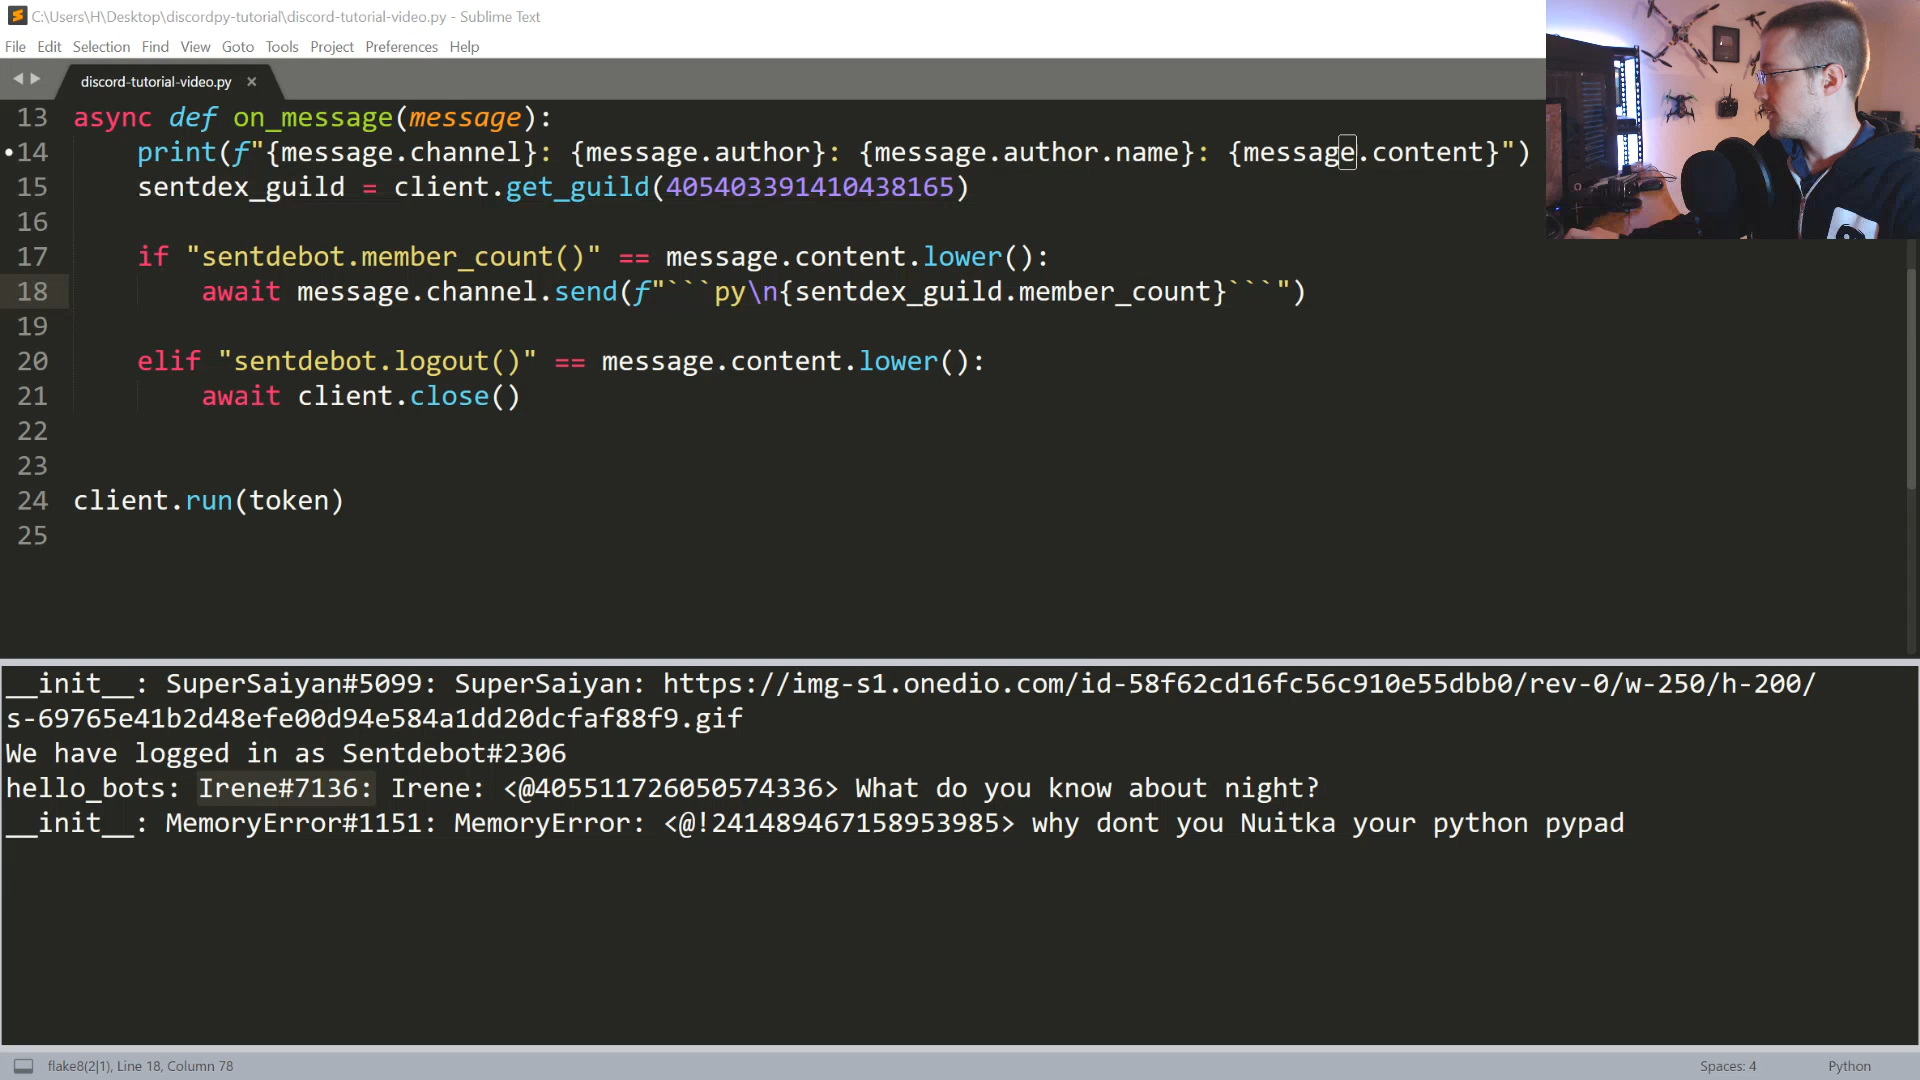 C:\Users\H\Desktop\discordpy-tutorial\discord-tutorial-video.py - Sublime Text
File Edit Selection Find View Goto Tools Project Preferences Help
discord-tutorial-video.py ×
13 async def on_message(message):
14 print(f"{message.channel}: {message.author}: {message.author.name}: {message.content}")
15 sentdex_guild = client.get_guild(405403391410438165)
16
17 if "sentdebot.member_count()" == message.content.lower():
18 await message.channel.send(f"```py\n{sentdex_guild.member_count}```")
19
20 elif "sentdebot.logout()" == message.content.lower():
21 await client.close()
22
23
24 client.run(token)
25
__init__: SuperSaiyan#5099: SuperSaiyan: https://img-s1.onedio.com/id-58f62cd16fc56c910e55dbb0/rev-0/w-250/h-200/
s-69765e41b2d48efe00d94e584a1dd20dcfaf88f9.gif
We have logged in as Sentdebot#2306
hello_bots: Irene#7136: Irene: <@405511726050574336> What do you know about night?
__init__: MemoryError#1151: MemoryError: <@!241489467158953985> why dont you Nuitka your python pypad
flake8(2|1), Line 18, Column 78
Spaces: 4
Python